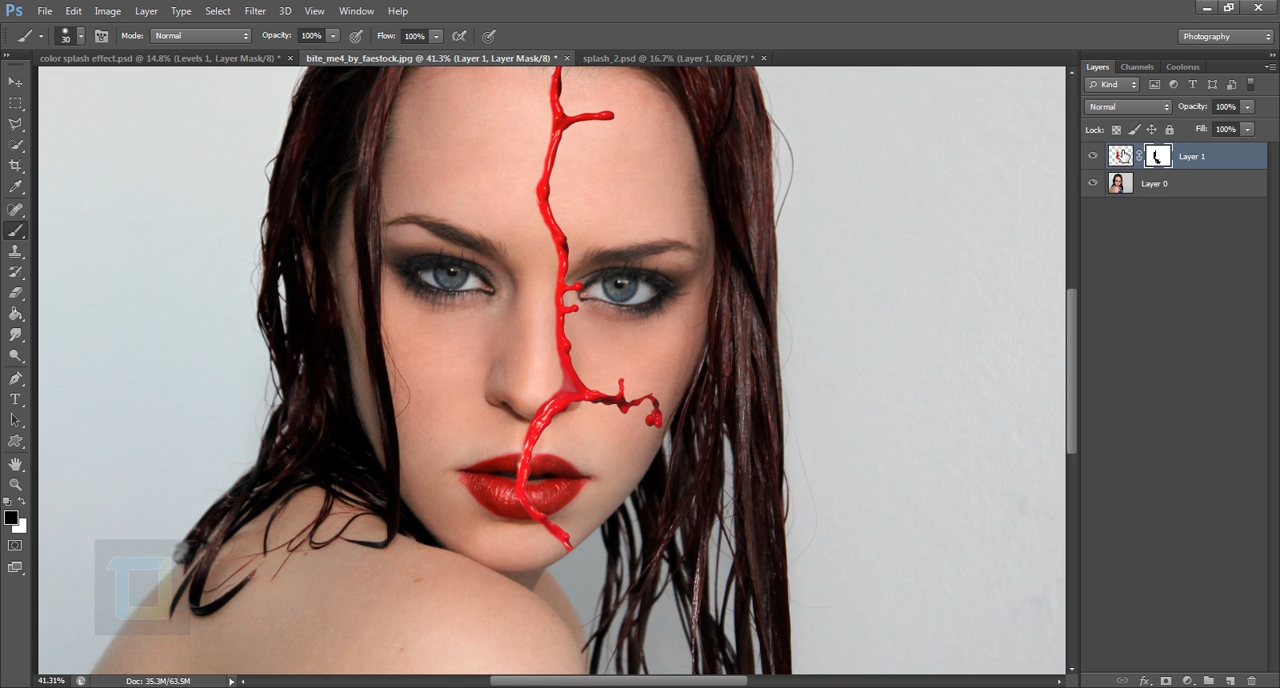 Ps File Edit Image Layer Type Select Filter 3D View Window Help
30 Mode: Normal Opacity: 100% Flow: 100% Photography
color splash effect.psd @ 14.8% (Levels 1, Layer Mask/8) * × bite_me4_by_faestock.jpg @ 41.3% (Layer 1, Layer Mask/8) * × splash_2.psd @ 16.7% (Layer 1, RGB/8*) * ×
Layers Channels Coolorus
Kind
Normal Opacity: 100%
Lock: Fill: 100%
Layer 1
Layer 0
41.31% Doc: 35.3M/63.5M